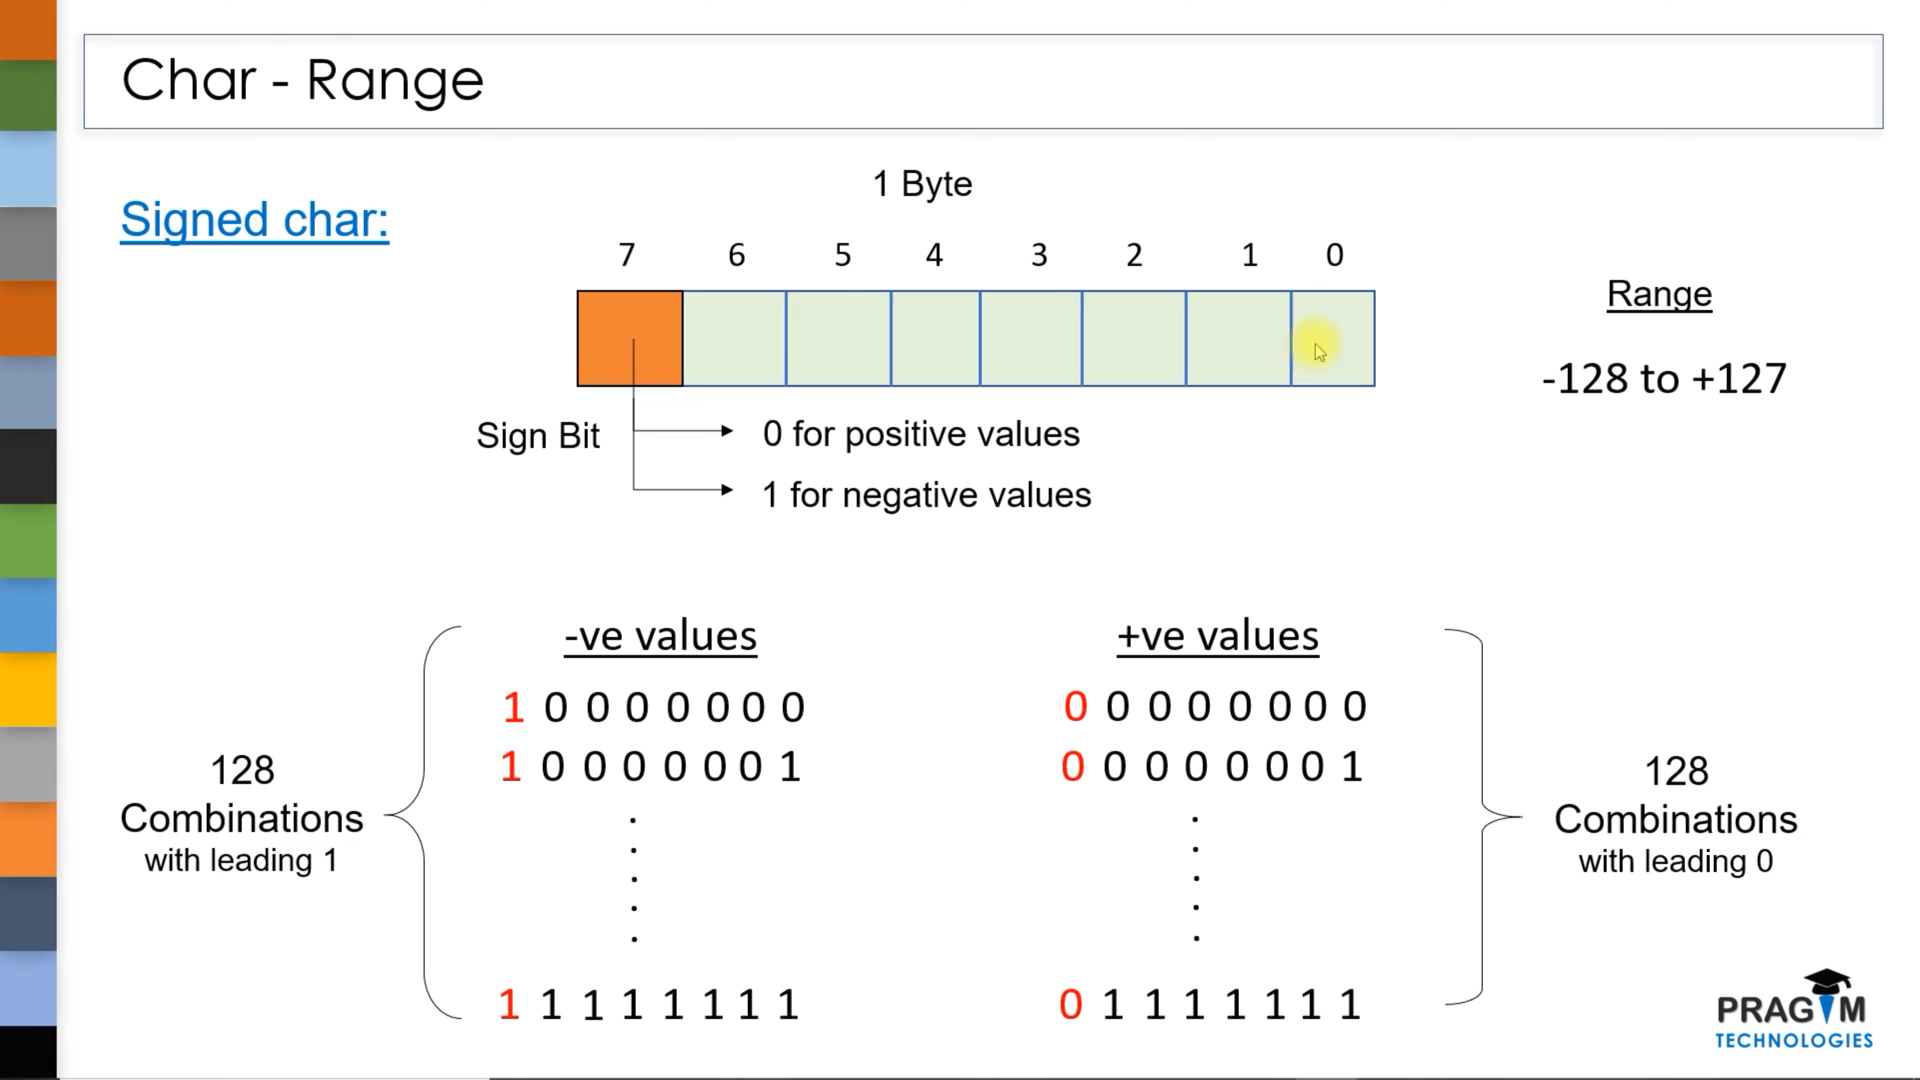 Char - Range
1 Byte
Signed char:
7 6 5 4 3 2 1 0
Range
-128 to +127
Sign Bit
0 for positive values
1 for negative values
-ve values
1 0 0 0 0 0 0 0
1 0 0 0 0 0 0 1
.
.
.
.
.
1 1 1 1 1 1 1 1
128
Combinations
with leading 1
+ve values
0 0 0 0 0 0 0 0
0 0 0 0 0 0 0 1
.
.
.
.
.
0 1 1 1 1 1 1 1
128
Combinations
with leading 0
PRAGIM
TECHNOLOGIES